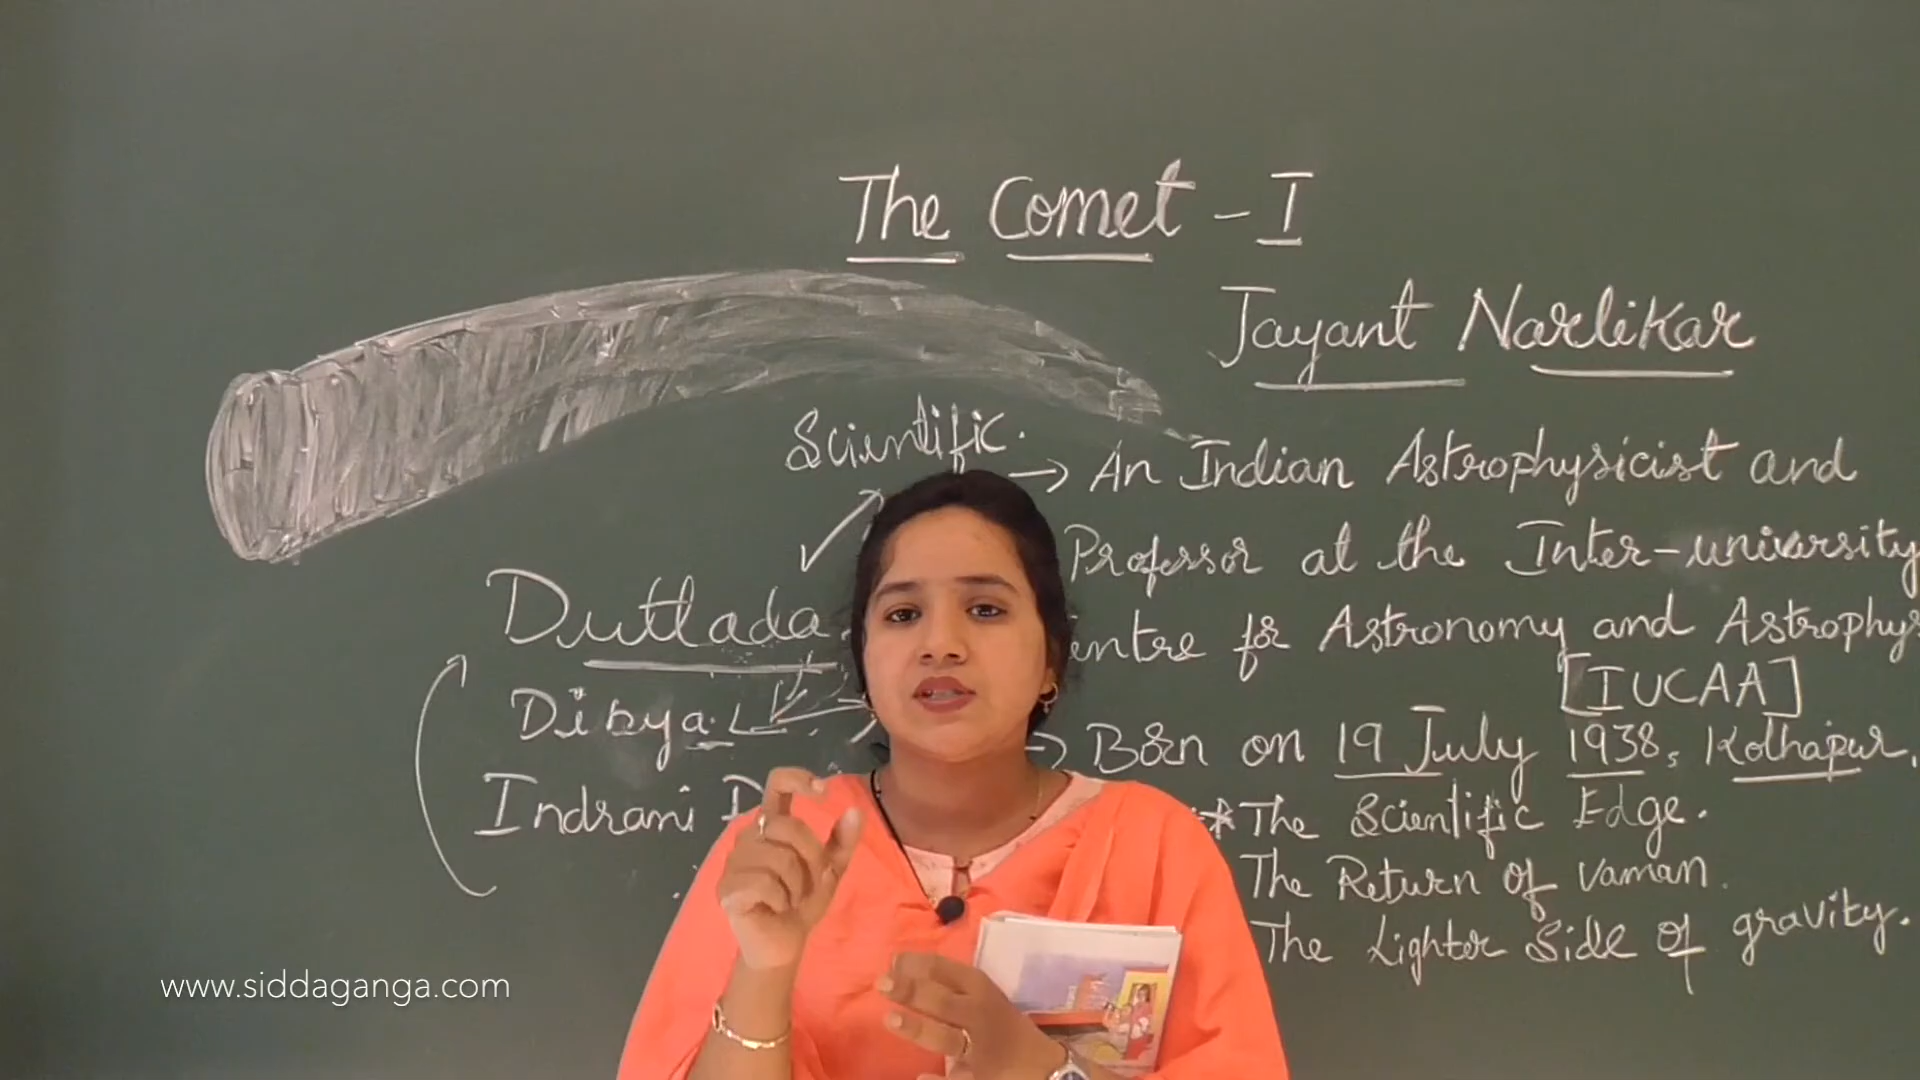 The Comet - I
Jayant Narlikar
Scientific.
→ An Indian Astrophysicist and
Professor at the Inter-university
entre for Astronomy and Astrophys
[IUCAA]
Dutlada.
Dibya.
Indrani D
→ Born on 19 July 1938, Kolhapur.
* The Scientific Edge.
The Return of Vaman.
The Lighter Side of gravity.
www.siddaganga.com